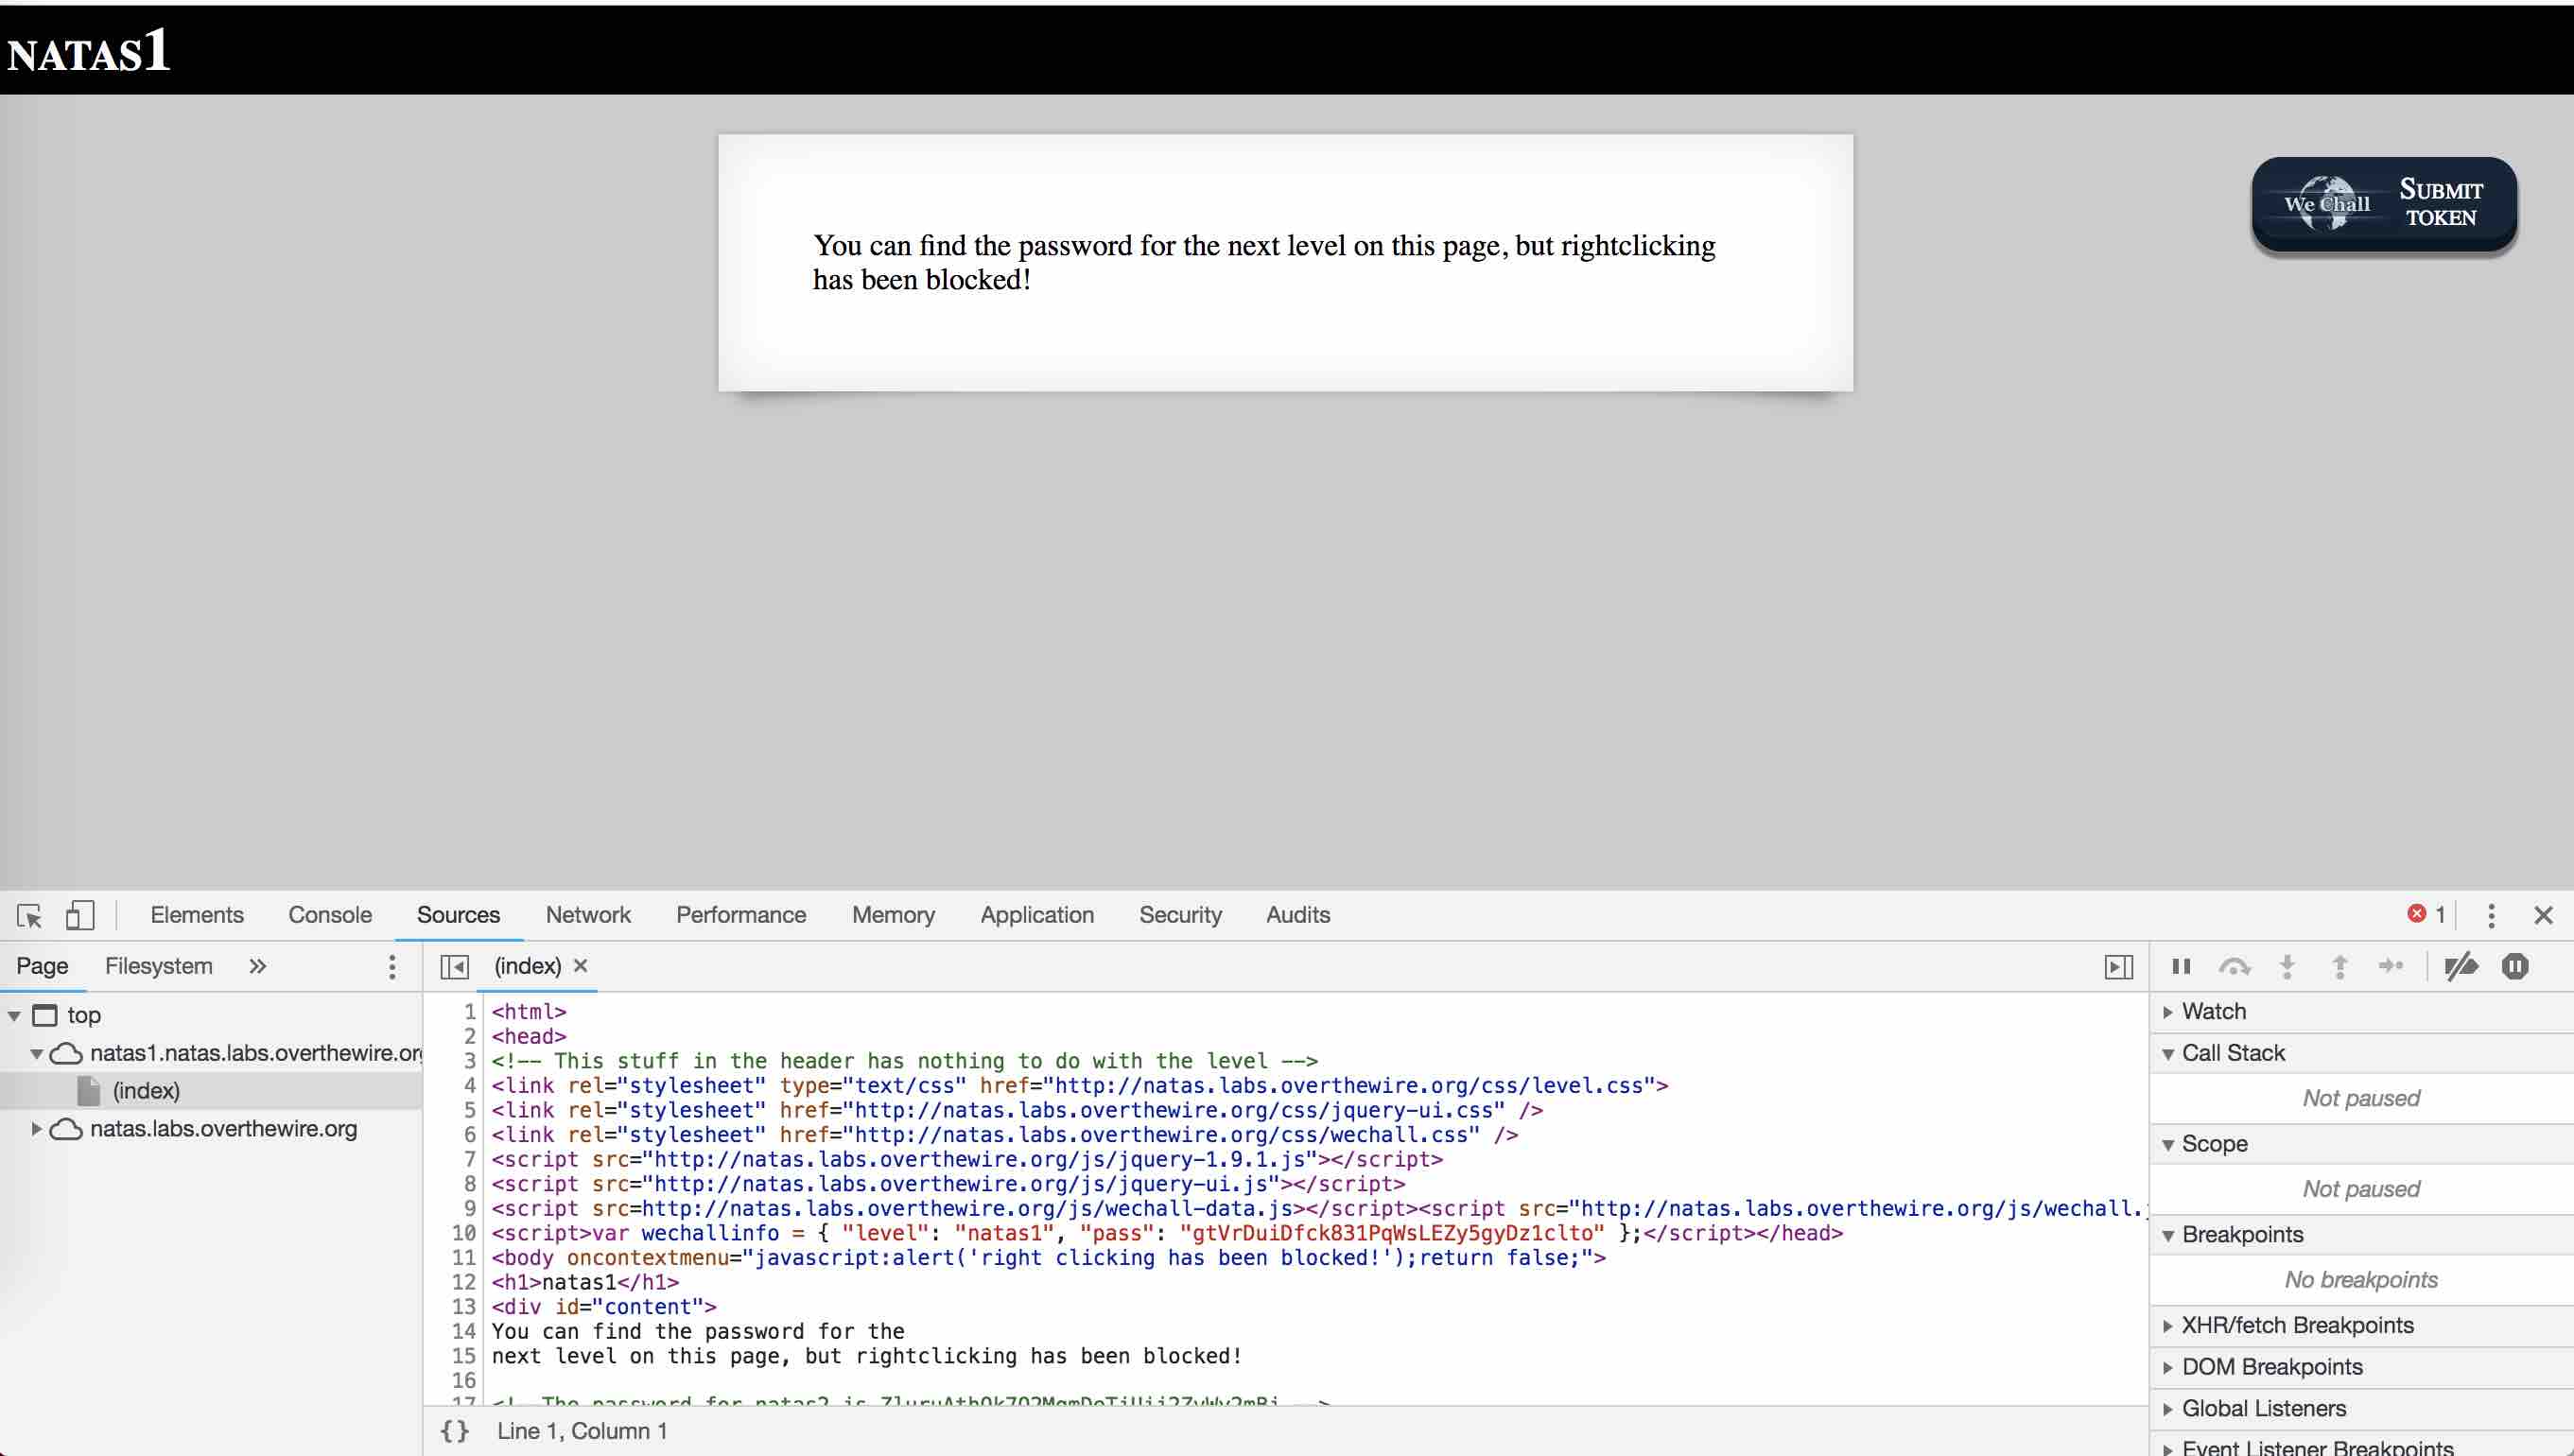 NATAS1
You can find the password for the next level on this page, but rightclicking
has been blocked!
We Chall
SUBMIT
TOKEN
Elements Console Sources Network Performance Memory Application Security Audits 1
Page Filesystem » (index) ×
top
natas1.natas.labs.overthewire.or
(index)
natas.labs.overthewire.org
1 <html>
2 <head>
3 <!-- This stuff in the header has nothing to do with the level -->
4 <link rel="stylesheet" type="text/css" href="http://natas.labs.overthewire.org/css/level.css">
5 <link rel="stylesheet" href="http://natas.labs.overthewire.org/css/jquery-ui.css" />
6 <link rel="stylesheet" href="http://natas.labs.overthewire.org/css/wechall.css" />
7 <script src="http://natas.labs.overthewire.org/js/jquery-1.9.1.js"></script>
8 <script src="http://natas.labs.overthewire.org/js/jquery-ui.js"></script>
9 <script src=http://natas.labs.overthewire.org/js/wechall-data.js></script><script src="http://natas.labs.overthewire.org/js/wechall.
10 <script>var wechallinfo = { "level": "natas1", "pass": "gtVrDuiDfck831PqWsLEZy5gyDz1clto" };</script></head>
11 <body oncontextmenu="javascript:alert('right clicking has been blocked!');return false;">
12 <h1>natas1</h1>
13 <div id="content">
14 You can find the password for the
15 next level on this page, but rightclicking has been blocked!
16
17 <!--The password for natas2 is -->
{} Line 1, Column 1
Watch
Call Stack
Not paused
Scope
Not paused
Breakpoints
No breakpoints
XHR/fetch Breakpoints
DOM Breakpoints
Global Listeners
Event Listener Breakpoints